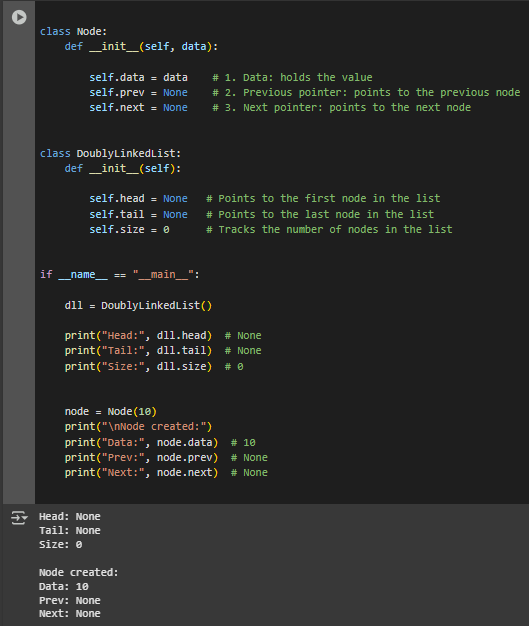 class Node:
    def __init__(self, data):
        self.data = data    # 1. Data: holds the value
        self.prev = None    # 2. Previous pointer: points to the previous node
        self.next = None    # 3. Next pointer: points to the next node
class DoublyLinkedList:
    def __init__(self):
        self.head = None   # Points to the first node in the list
        self.tail = None   # Points to the last node in the list
        self.size = 0      # Tracks the number of nodes in the list
if __name__ == "__main__":
    dll = DoublyLinkedList()
    print("Head:", dll.head)  # None
    print("Tail:", dll.tail)  # None
    print("Size:", dll.size)  # 0
    node = Node(10)
    print("\nNode created:")
    print("Data:", node.data)  # 10
    print("Prev:", node.prev)  # None
    print("Next:", node.next)  # None
Head: None
Tail: None
Size: 0
Node created:
Data: 10
Prev: None
Next: None